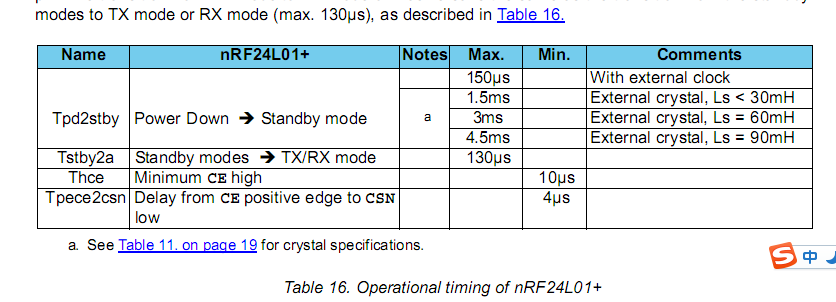 modes to TX mode or RX mode (max. 130µs), as described in Table 16.
Name nRF24L01+ Notes Max. Min. Comments
150µs With external clock
1.5ms External crystal, Ls < 30mH
Tpd2stby Power Down ➔ Standby mode a 3ms External crystal, Ls = 60mH
4.5ms External crystal, Ls = 90mH
Tstby2a Standby modes ➔ TX/RX mode 130µs
Thce Minimum CE high 10µs
Tpece2csn Delay from CE positive edge to CSN 4µs
low
a. See Table 11. on page 19 for crystal specifications.
S 中
Table 16. Operational timing of nRF24L01+